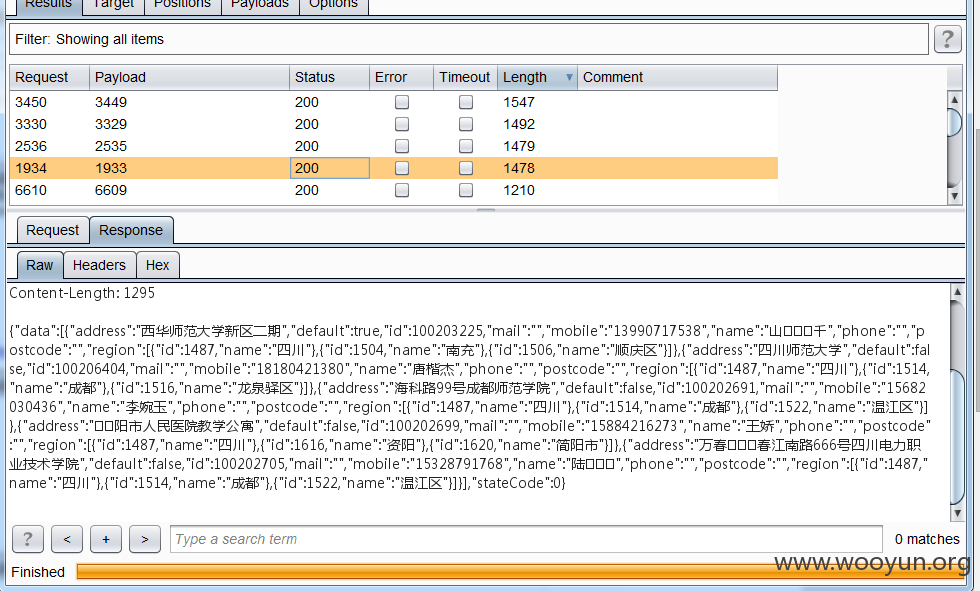 Results Target Positions Payloads Options
Filter: Showing all items ?
Request Payload Status Error Timeout Length Comment
3450 3449 200 1547
3330 3329 200 1492
2536 2535 200 1479
1934 1933 200 1478
6610 6609 200 1210
Request Response
Raw Headers Hex
Content-Length: 1295
{"data":[{"address":"西华师范大学新区二期","default":true,"id":100203225,"mail":"","mobile":"13990717538","name":"山□□□千","phone":"","p
ostcode":"","region":[{"id":1487,"name":"四川"},{"id":1504,"name":"南充"},{"id":1506,"name":"顺庆区"}]},{"address":"四川师范大学","default":fal
se,"id":100206404,"mail":"","mobile":"18180421380","name":"唐楷杰","phone":"","postcode":"","region":[{"id":1487,"name":"四川"},{"id":1514,
"name":"成都"},{"id":1516,"name":"龙泉驿区"}]},{"address":"海科路99号成都师范学院","default":false,"id":100202691,"mail":"","mobile":"15682
030436","name":"李婉玉","phone":"","postcode":"","region":[{"id":1487,"name":"四川"},{"id":1514,"name":"成都"},{"id":1522,"name":"温江区"}]
},{"address":"□□阳市人民医院教学公寓","default":false,"id":100202699,"mail":"","mobile":"15884216273","name":"王娇","phone":"","postcode"
:"","region":[{"id":1487,"name":"四川"},{"id":1616,"name":"资阳"},{"id":1620,"name":"简阳市"}]},{"address":"万春□□□春江南路666号四川电力职
业技术学院","default":false,"id":100202705,"mail":"","mobile":"15328791768","name":"陆□□□","phone":"","postcode":"","region":[{"id":1487,"
name":"四川"},{"id":1514,"name":"成都"},{"id":1522,"name":"温江区"}]}],"stateCode":0}
? < + > Type a search term 0 matches
www.wooyun.org
Finished